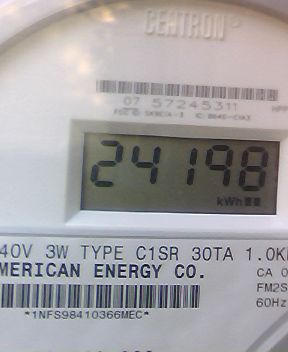 CENTRON
07 57245311
24198
kWh
40V 3W TYPE C1SR 30TA 1.0K
MERICAN ENERGY CO.
CA 0
FM2S
60Hz
*1NFS98410366MEC*